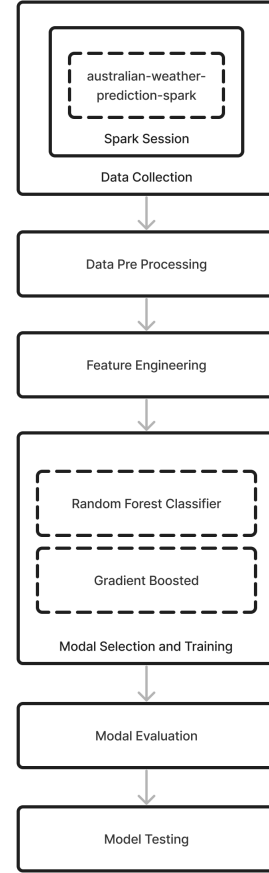 australian-weather-
prediction-spark
Spark Session
Data Collection
Data Pre Processing
Feature Engineering
Random Forest Classifier
Gradient Boosted
Modal Selection and Training
Modal Evaluation
Model Testing